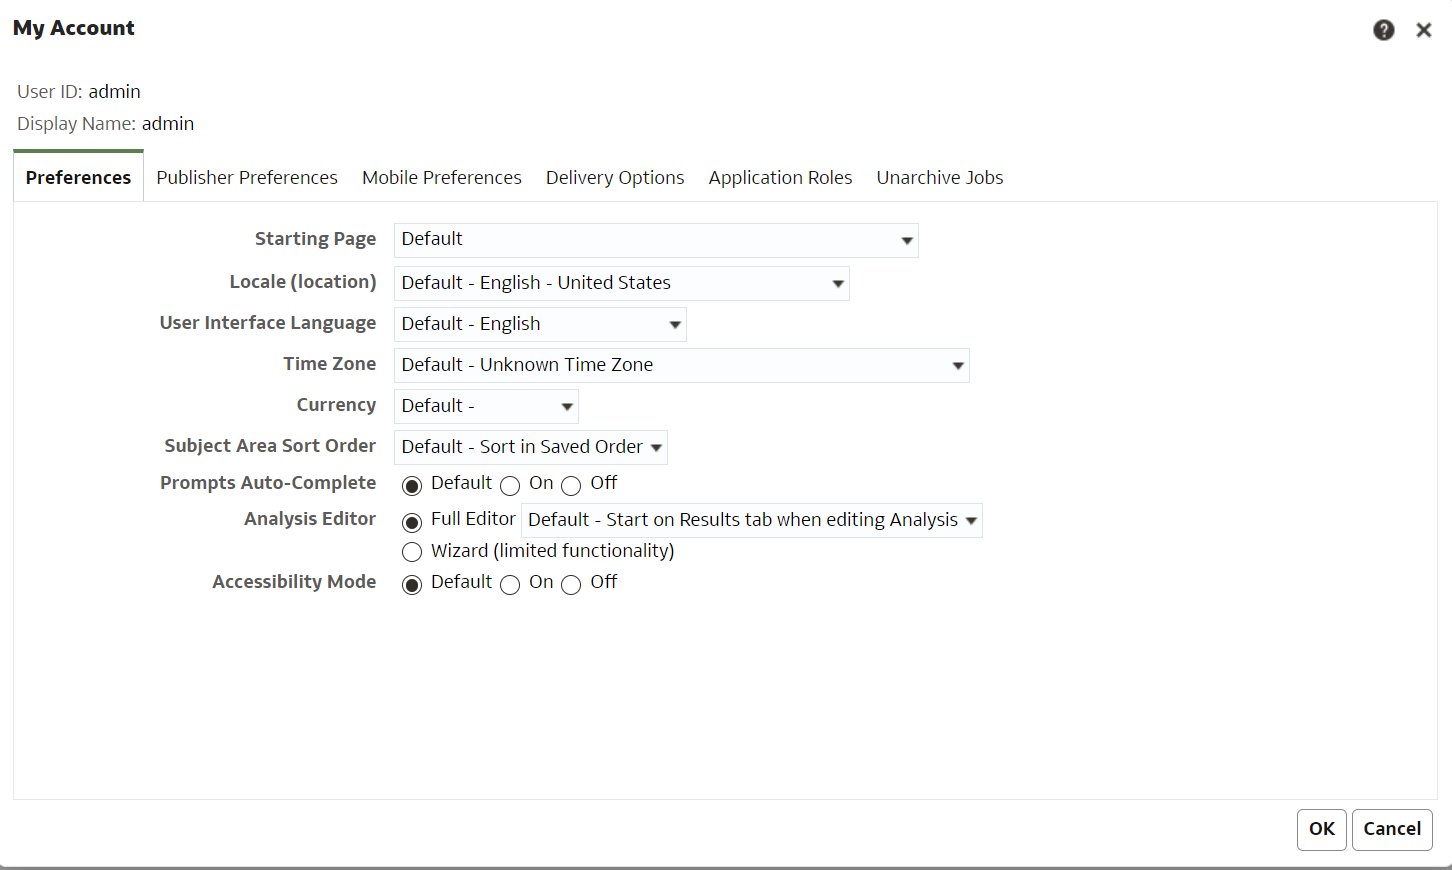 My Account
User ID: admin
Display Name: admin
Preferences Publisher Preferences Mobile Preferences Delivery Options Application Roles Unarchive Jobs
Starting Page Default
Locale (location) Default - English - United States
User Interface Language Default - English
Time Zone Default - Unknown Time Zone
Currency Default -
Subject Area Sort Order Default - Sort in Saved Order
Prompts Auto-Complete Default On Off
Analysis Editor Full Editor Default - Start on Results tab when editing Analysis
Wizard (limited functionality)
Accessibility Mode Default On Off
OK Cancel